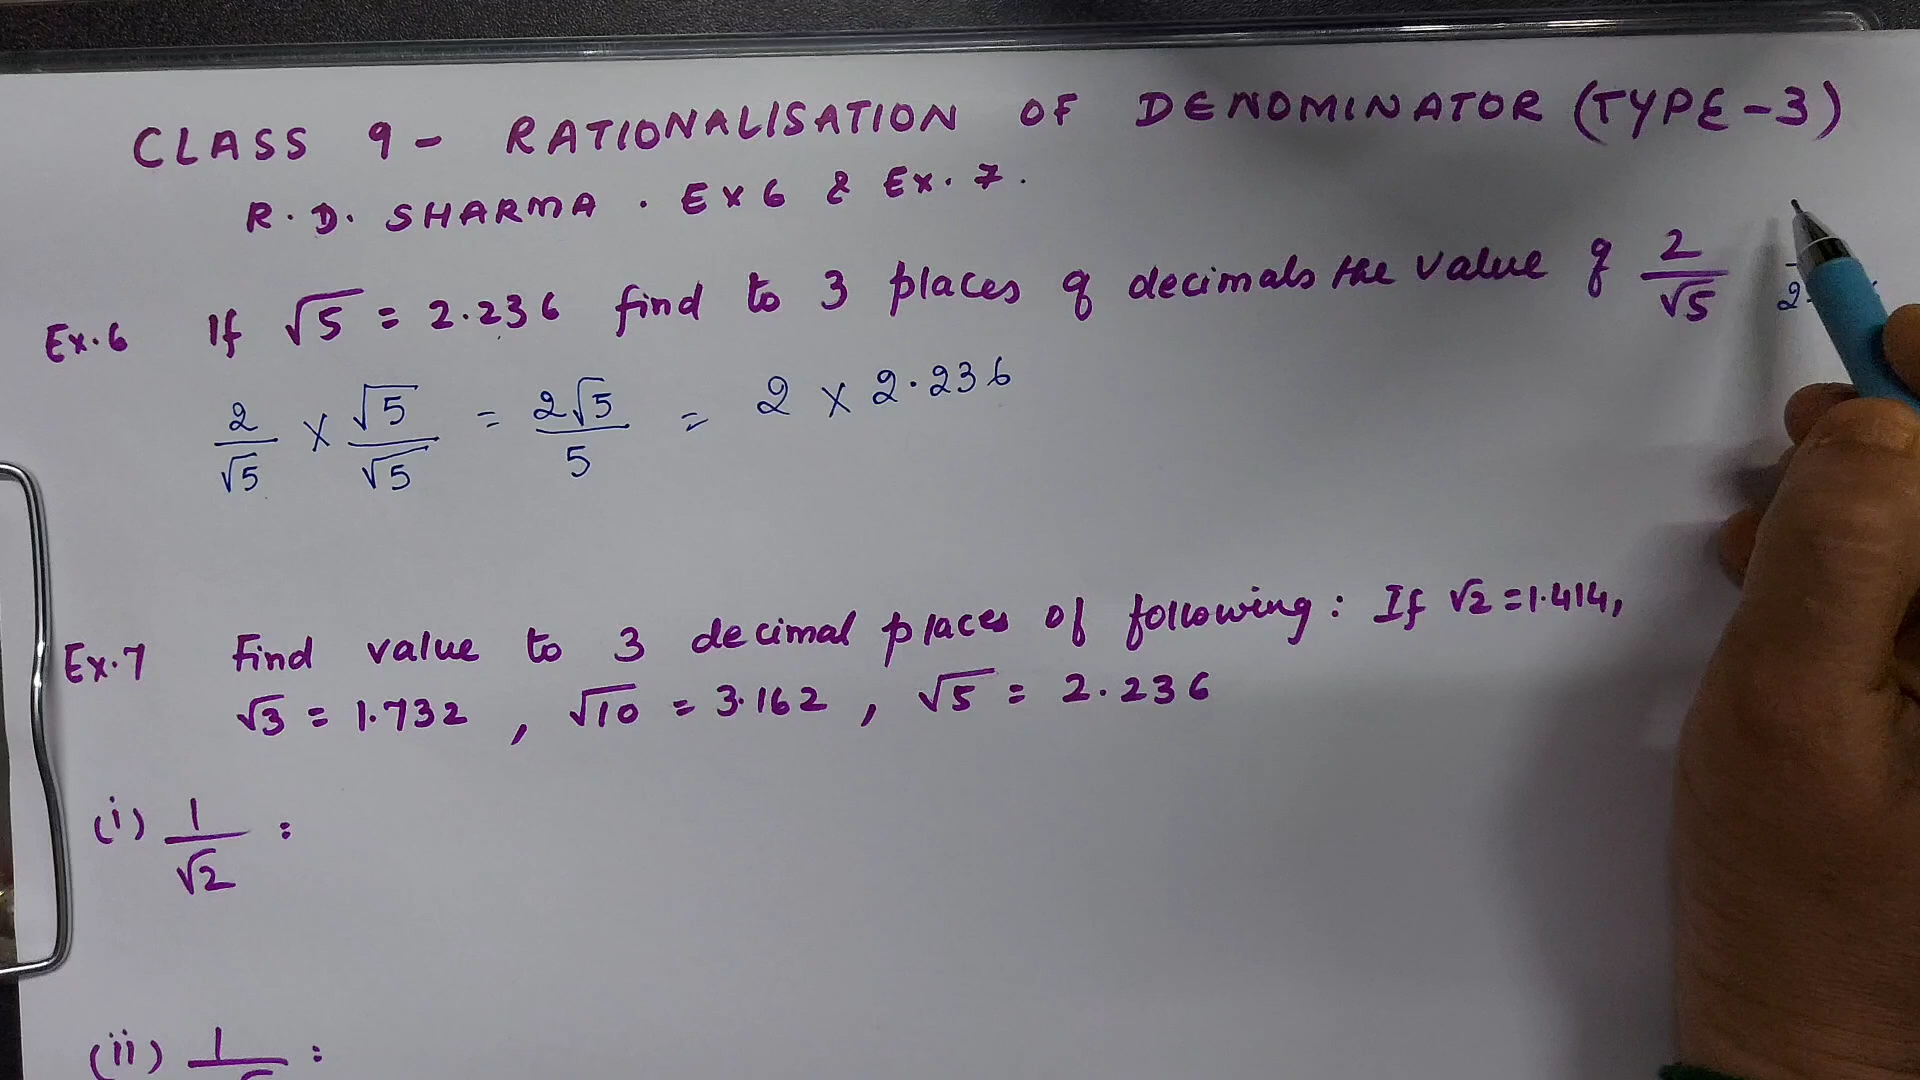 CLASS 9 - RATIONALISATION OF DENOMINATOR (TYPE-3)
R.D. SHARMA . EX 6 & EX. 7.
Ex.6 If √5 = 2.236 find to 3 places of decimals the value of 2/√5
2/√5 × √5/√5 = 2√5/5 = 2 × 2.236
Ex.7 Find value to 3 decimal places of following: If √2 = 1.414,
√3 = 1.732, √10 = 3.162, √5 = 2.236
(i) 1/√2 :
(ii) 1 :